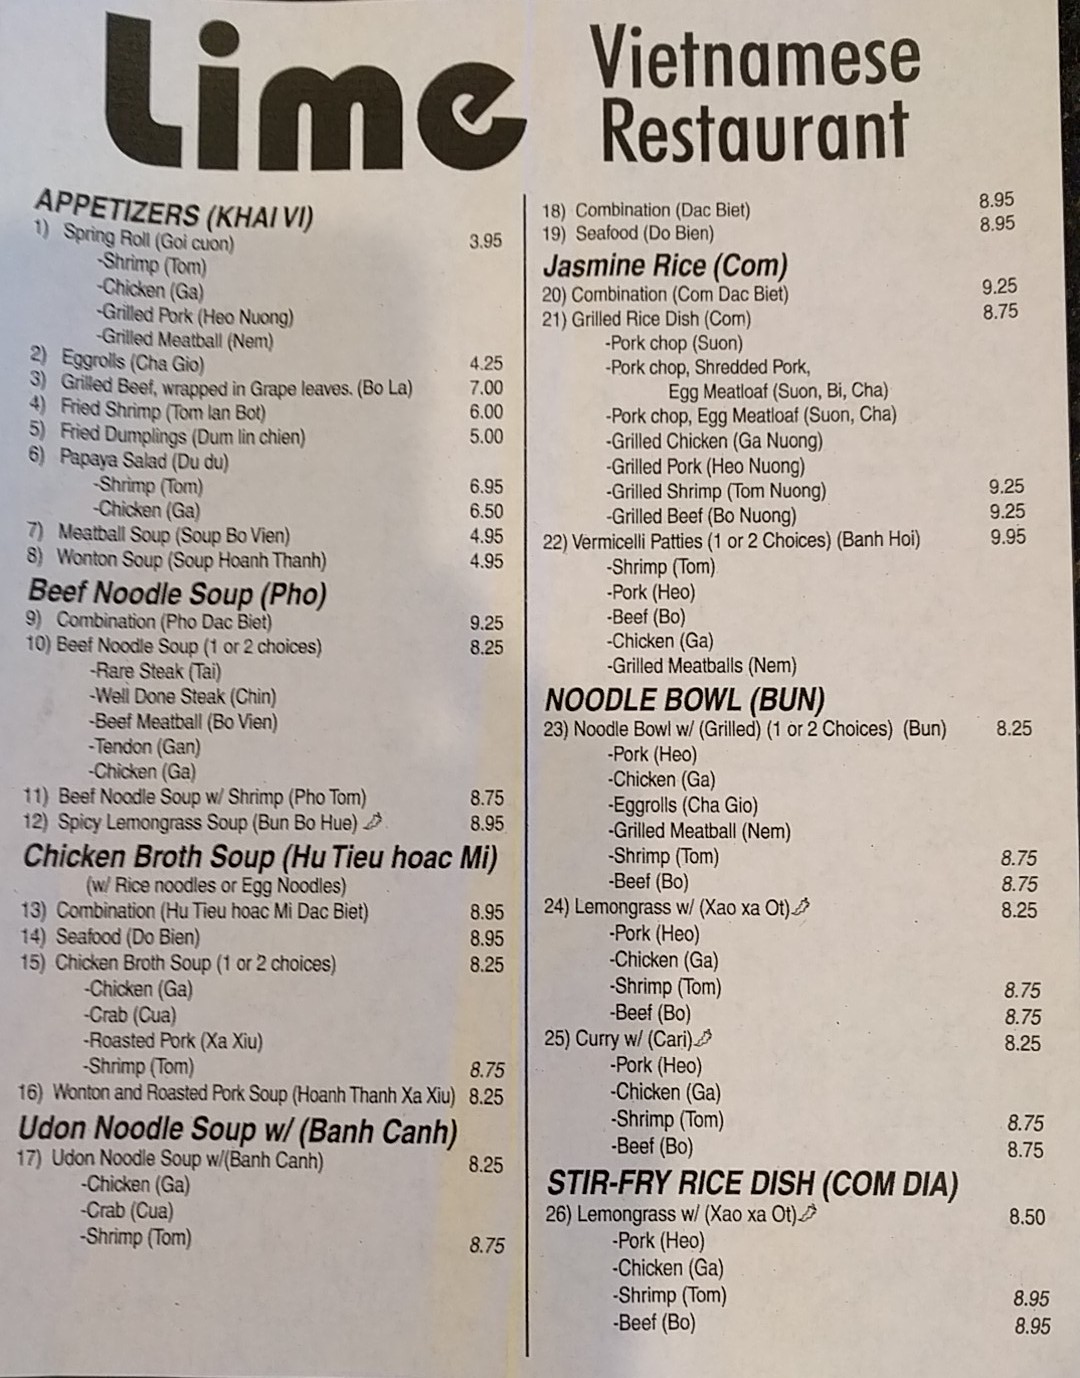 Lime
Vietnamese
Restaurant
APPETIZERS (KHAI VI)
1) Spring Roll (Goi cuon) 3.95
-Shrimp (Tom)
-Chicken (Ga)
-Grilled Pork (Heo Nuong)
-Grilled Meatball (Nem)
2) Eggrolls (Cha Gio) 4.25
3) Grilled Beef, wrapped in Grape leaves. (Bo La) 7.00
4) Fried Shrimp (Tom lan Bot) 6.00
5) Fried Dumplings (Dum lin chien) 5.00
6) Papaya Salad (Du du)
-Shrimp (Tom) 6.95
-Chicken (Ga) 6.50
7) Meatball Soup (Soup Bo Vien) 4.95
8) Wonton Soup (Soup Hoanh Thanh) 4.95
Beef Noodle Soup (Pho)
9) Combination (Pho Dac Biet) 9.25
10) Beef Noodle Soup (1 or 2 choices) 8.25
-Rare Steak (Tai)
-Well Done Steak (Chin)
-Beef Meatball (Bo Vien)
-Tendon (Gan)
-Chicken (Ga)
11) Beef Noodle Soup w/ Shrimp (Pho Tom) 8.75
12) Spicy Lemongrass Soup (Bun Bo Hue) 8.95
Chicken Broth Soup (Hu Tieu hoac Mi)
(w/ Rice noodles or Egg Noodles)
13) Combination (Hu Tieu hoac Mi Dac Biet) 8.95
14) Seafood (Do Bien) 8.95
15) Chicken Broth Soup (1 or 2 choices) 8.25
-Chicken (Ga)
-Crab (Cua)
-Roasted Pork (Xa Xiu)
-Shrimp (Tom) 8.75
16) Wonton and Roasted Pork Soup (Hoanh Thanh Xa Xiu) 8.25
Udon Noodle Soup w/ (Banh Canh)
17) Udon Noodle Soup w/(Banh Canh) 8.25
-Chicken (Ga)
-Crab (Cua)
-Shrimp (Tom) 8.75
18) Combination (Dac Biet) 8.95
19) Seafood (Do Bien) 8.95
Jasmine Rice (Com)
20) Combination (Com Dac Biet) 9.25
21) Grilled Rice Dish (Com) 8.75
-Pork chop (Suon)
-Pork chop, Shredded Pork,
Egg Meatloaf (Suon, Bi, Cha)
-Pork chop, Egg Meatloaf (Suon, Cha)
-Grilled Chicken (Ga Nuong)
-Grilled Pork (Heo Nuong)
-Grilled Shrimp (Tom Nuong) 9.25
-Grilled Beef (Bo Nuong) 9.25
22) Vermicelli Patties (1 or 2 Choices) (Banh Hoi) 9.95
-Shrimp (Tom)
-Pork (Heo)
-Beef (Bo)
-Chicken (Ga)
-Grilled Meatballs (Nem)
NOODLE BOWL (BUN)
23) Noodle Bowl w/ (Grilled) (1 or 2 Choices) (Bun) 8.25
-Pork (Heo)
-Chicken (Ga)
-Eggrolls (Cha Gio)
-Grilled Meatball (Nem)
-Shrimp (Tom) 8.75
-Beef (Bo) 8.75
24) Lemongrass w/ (Xao xa Ot) 8.25
-Pork (Heo)
-Chicken (Ga)
-Shrimp (Tom) 8.75
-Beef (Bo) 8.75
25) Curry w/ (Cari) 8.25
-Pork (Heo)
-Chicken (Ga)
-Shrimp (Tom) 8.75
-Beef (Bo) 8.75
STIR-FRY RICE DISH (COM DIA)
26) Lemongrass w/ (Xao xa Ot) 8.50
-Pork (Heo)
-Chicken (Ga)
-Shrimp (Tom) 8.95
-Beef (Bo) 8.95